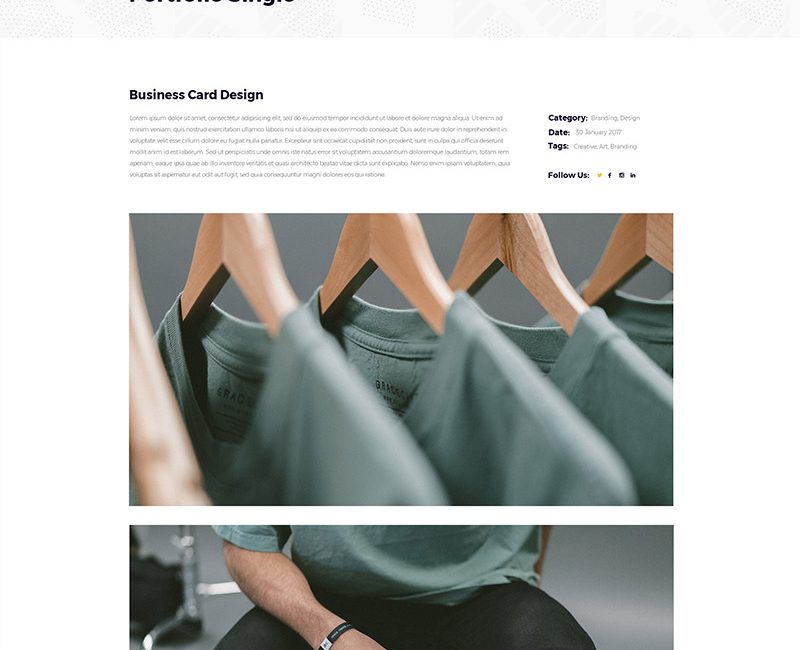 Portfolio Single
Business Card Design
Lorem ipsum dolor sit amet, consectetur adipisicing elit, sed do eiusmod tempor incididunt ut labore et dolore magna aliqua. Ut enim ad
minim veniam, quis nostrud exercitation ullamco laboris nisi ut aliquip ex ea commodo consequat. Duis aute irure dolor in reprehenderit in
voluptate velit esse cillum dolore eu fugiat nulla pariatur. Excepteur sint occaecat cupidatat non proident, sunt in culpa qui officia deserunt
mollit anim id est laborum. Sed ut perspiciatis unde omnis iste natus error sit voluptatem accusantium doloremque laudantium, totam rem
aperiam, eaque ipsa quae ab illo inventore veritatis et quasi architecto beatae vitae dicta sunt explicabo. Nemo enim ipsam voluptatem, quia
voluptas sit aspernatur aut odit aut fugit, sed quia consequuntur magni dolores eos qui ratione.
Category: Branding, Design
Date: 30 January 2017
Tags: Creative, Art, Branding
Follow Us: